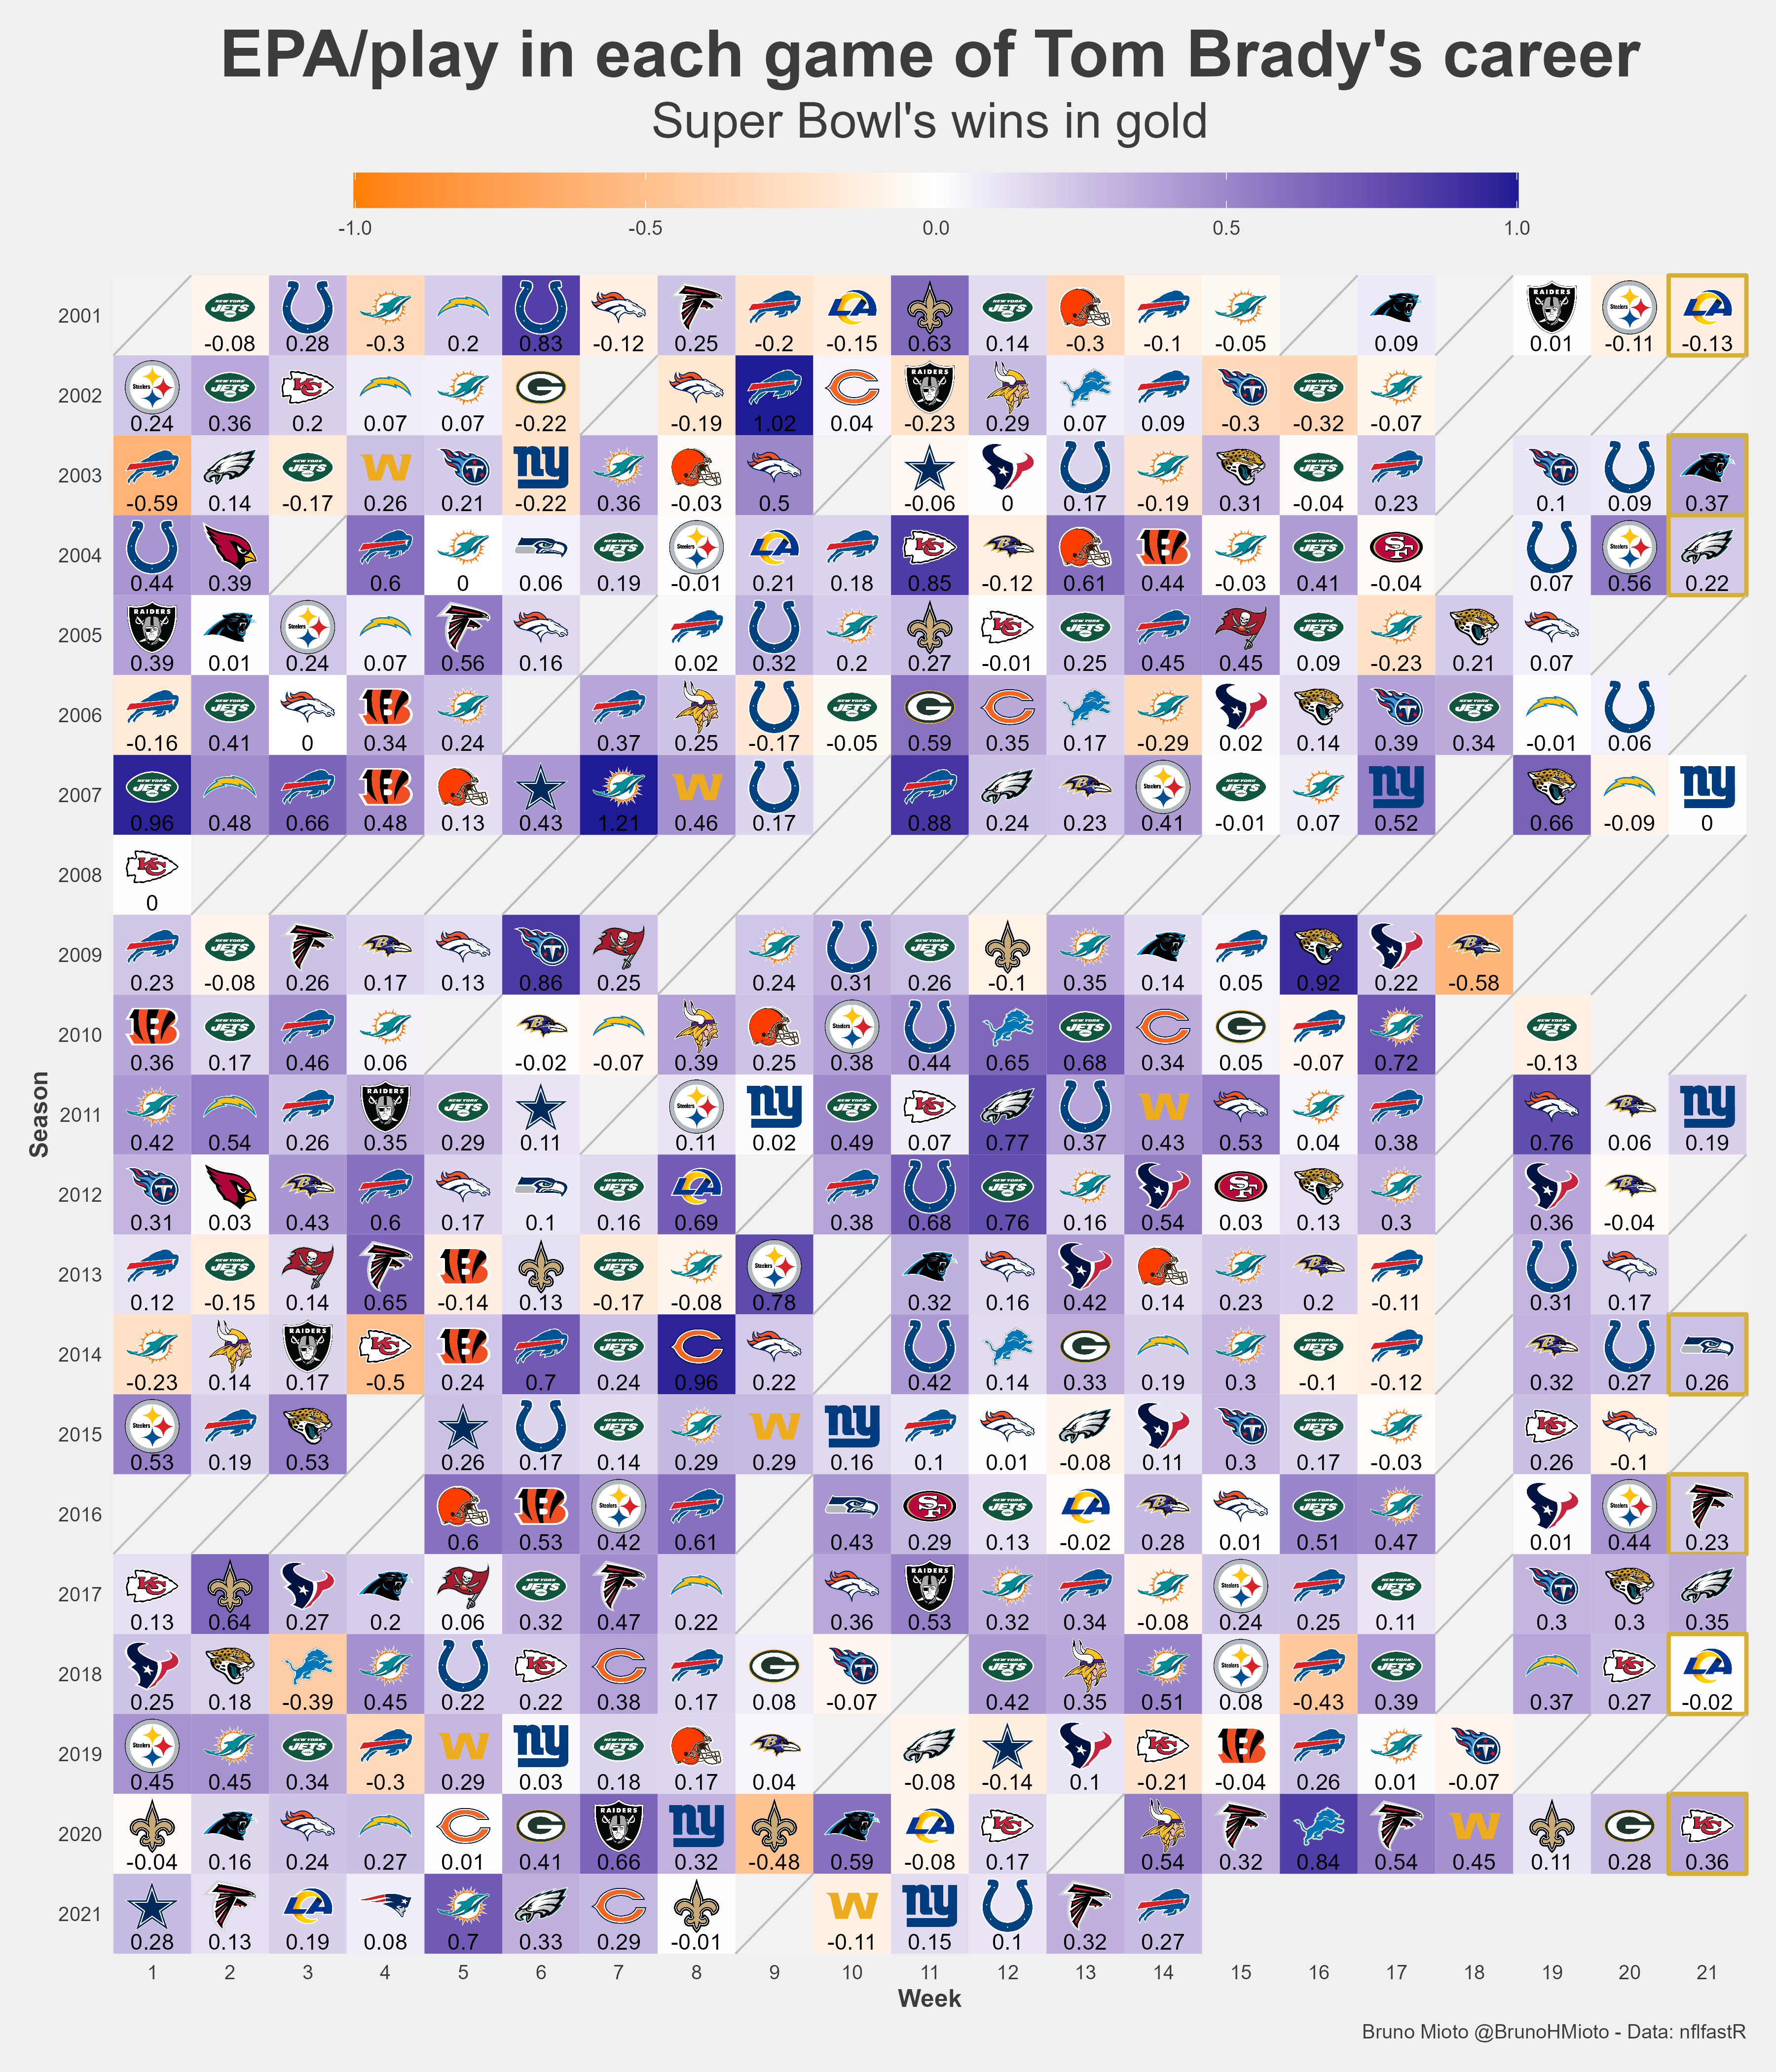 EPA/play in each game of Tom Brady's career
Super Bowl's wins in gold
-1.0 -0.5 0.0 0.5 1.0
Season
2001 -0.08 0.28 -0.3 0.2 0.83 -0.12 0.25 -0.2 -0.15 0.63 0.14 -0.3 -0.1 -0.05 0.09 0.01 -0.11 -0.13
2002 0.24 0.36 0.2 0.07 0.07 -0.22 -0.19 1.02 0.04 -0.23 0.29 0.07 0.09 -0.3 -0.32 -0.07
2003 -0.59 0.14 -0.17 0.26 0.21 -0.22 0.36 -0.03 0.5 -0.06 0 0.17 -0.19 0.31 -0.04 0.23 0.1 0.09 0.37
2004 0.44 0.39 0.6 0 0.06 0.19 -0.01 0.21 0.18 0.85 -0.12 0.61 0.44 -0.03 0.41 -0.04 0.07 0.56 0.22
2005 0.39 0.01 0.24 0.07 0.56 0.16 0.02 0.32 0.2 0.27 -0.01 0.25 0.45 0.45 0.09 -0.23 0.21 0.07
2006 -0.16 0.41 0 0.34 0.24 0.37 0.25 -0.17 -0.05 0.59 0.35 0.17 -0.29 0.02 0.14 0.39 0.34 -0.01 0.06
2007 0.96 0.48 0.66 0.48 0.13 0.43 1.21 0.46 0.17 0.88 0.24 0.23 0.41 -0.01 0.07 0.52 0.66 -0.09 0
2008 0
2009 0.23 -0.08 0.26 0.17 0.13 0.86 0.25 0.24 0.31 0.26 -0.1 0.35 0.14 0.05 0.92 0.22 -0.58
2010 0.36 0.17 0.46 0.06 -0.02 -0.07 0.39 0.25 0.38 0.44 0.65 0.68 0.34 0.05 -0.07 0.72 -0.13
2011 0.42 0.54 0.26 0.35 0.29 0.11 0.11 0.02 0.49 0.07 0.77 0.37 0.43 0.53 0.04 0.38 0.76 0.06 0.19
2012 0.31 0.03 0.43 0.6 0.17 0.1 0.16 0.69 0.38 0.68 0.76 0.16 0.54 0.03 0.13 0.3 0.36 -0.04
2013 0.12 -0.15 0.14 0.65 -0.14 0.13 -0.17 -0.08 0.78 0.32 0.16 0.42 0.14 0.23 0.2 -0.11 0.31 0.17
2014 -0.23 0.14 0.17 -0.5 0.24 0.7 0.24 0.96 0.22 0.42 0.14 0.33 0.19 0.3 -0.1 -0.12 0.32 0.27 0.26
2015 0.53 0.19 0.53 0.26 0.17 0.14 0.29 0.29 0.16 0.1 0.01 -0.08 0.11 0.3 0.17 -0.03 0.26 -0.1
2016 0.6 0.53 0.42 0.61 0.43 0.29 0.13 -0.02 0.28 0.01 0.51 0.47 0.01 0.44 0.23
2017 0.13 0.64 0.27 0.2 0.06 0.32 0.47 0.22 0.36 0.53 0.32 0.34 -0.08 0.24 0.25 0.11 0.3 0.3 0.35
2018 0.25 0.18 -0.39 0.45 0.22 0.22 0.38 0.17 0.08 -0.07 0.42 0.35 0.51 0.08 -0.43 0.39 0.37 0.27 -0.02
2019 0.45 0.45 0.34 -0.3 0.29 0.03 0.18 0.17 0.04 -0.08 -0.14 0.1 -0.21 -0.04 0.26 0.01 -0.07
2020 -0.04 0.16 0.24 0.27 0.01 0.41 0.66 0.32 -0.48 0.59 -0.08 0.17 0.54 0.32 0.84 0.54 0.45 0.11 0.28 0.36
2021 0.28 0.13 0.19 0.08 0.7 0.33 0.29 -0.01 -0.11 0.15 0.1 0.32 0.27
1 2 3 4 5 6 7 8 9 10 11 12 13 14 15 16 17 18 19 20 21
Week
Bruno Mioto @BrunoHMioto - Data: nflfastR